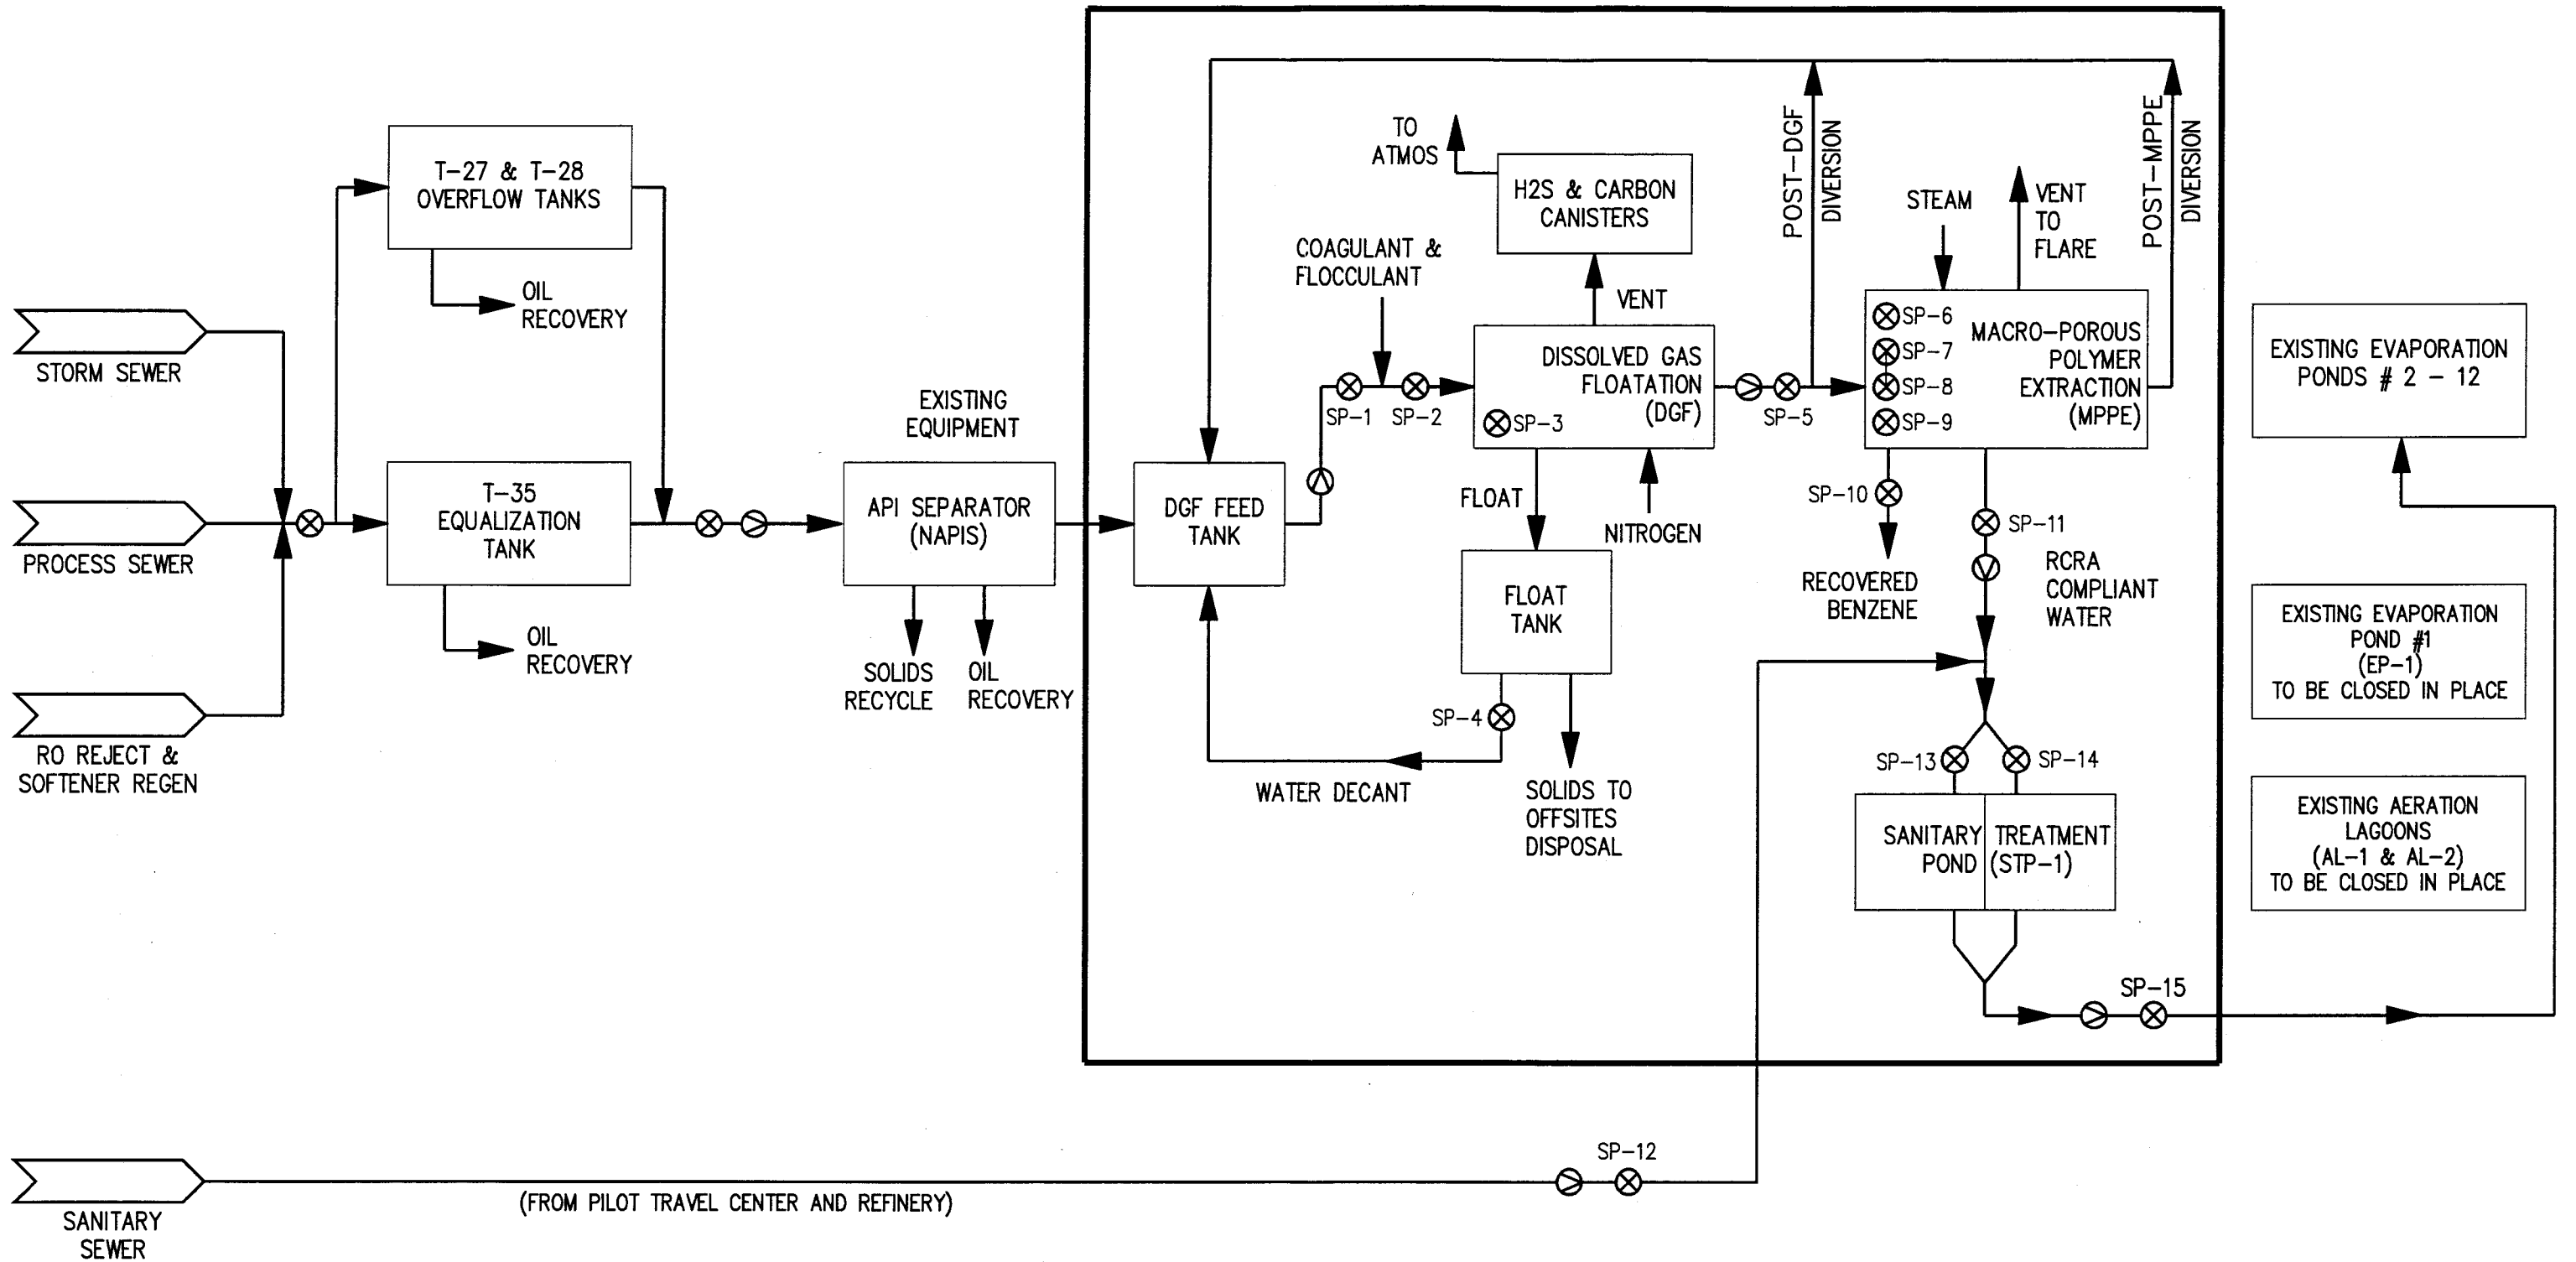 T-27 & T-28
OVERFLOW TANKS
OIL
RECOVERY
STORM SEWER
PROCESS SEWER
RO REJECT &
SOFTENER REGEN
T-35
EQUALIZATION
TANK
OIL
RECOVERY
EXISTING
EQUIPMENT
API SEPARATOR
(NAPIS)
SOLIDS
RECYCLE
OIL
RECOVERY
DGF FEED
TANK
TO
ATMOS
H2S & CARBON
CANISTERS
COAGULANT &
FLOCCULANT
VENT
SP-1
SP-2
DISSOLVED GAS
FLOATATION
(DGF)
SP-3
FLOAT
NITROGEN
FLOAT
TANK
SP-4
WATER DECANT
SOLIDS TO
OFFSITES
DISPOSAL
POST-DGF
DIVERSION
SP-5
STEAM
VENT
TO
FLARE
POST-MPPE
DIVERSION
SP-6
SP-7
SP-8
SP-9
MACRO-POROUS
POLYMER
EXTRACTION
(MPPE)
SP-10
RECOVERED
BENZENE
SP-11
RCRA
COMPLIANT
WATER
SP-13
SP-14
SANITARY TREATMENT
POND (STP-1)
SP-15
EXISTING EVAPORATION
PONDS # 2 - 12
EXISTING EVAPORATION
POND #1
(EP-1)
TO BE CLOSED IN PLACE
EXISTING AERATION
LAGOONS
(AL-1 & AL-2)
TO BE CLOSED IN PLACE
SP-12
(FROM PILOT TRAVEL CENTER AND REFINERY)
SANITARY
SEWER